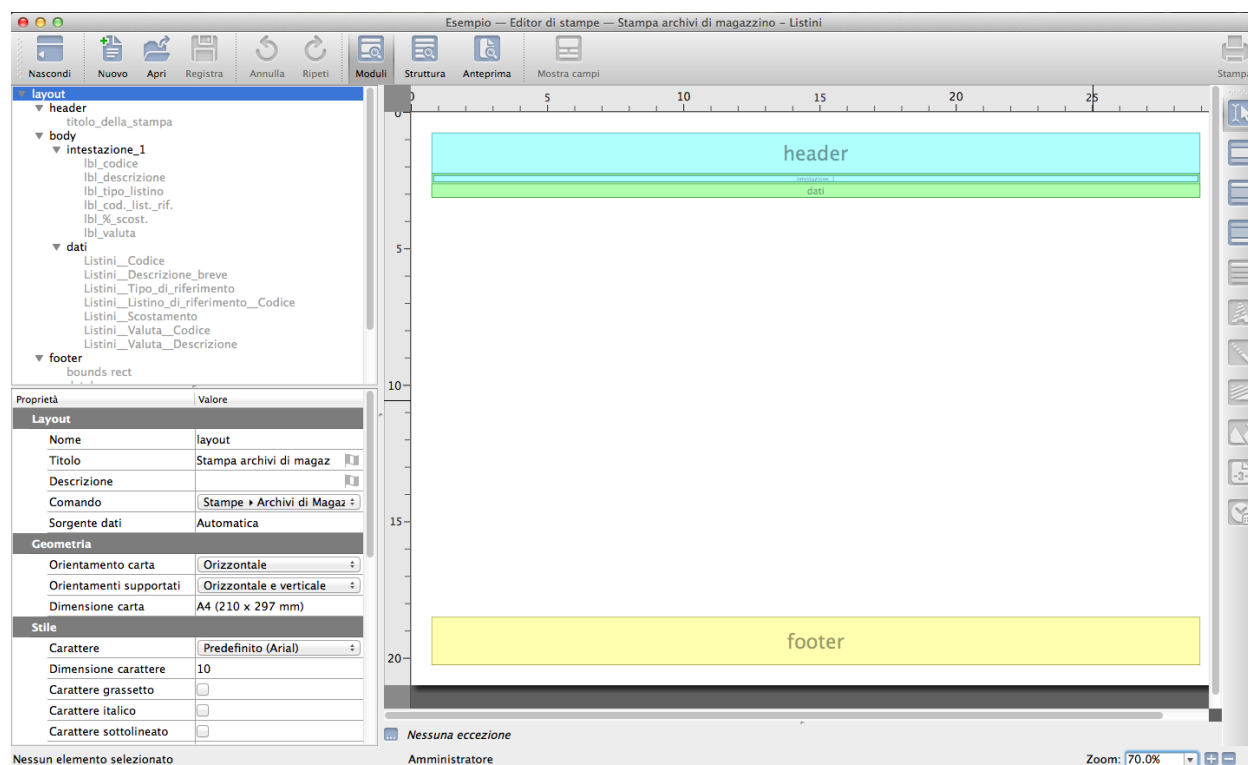 Esempo — Editor di stampe — Stampa archivi di magazzino - Listini
Nascondi Nuovo Apri Registra Annulla Ripeti Moduli Struttura Anteprima Mostra campi Stampa
layout
header
titolo_della_stampa
body
intestazione_1
lbl_codice
lbl_descrizione
lbl_tipo_listino
lbl_cod._list._rif.
lbl_%_scost.
lbl_valuta
dati
Listini__Codice
Listini__Descrizione_breve
Listini__Tipo_di_riferimento
Listini__Listino_di_riferimento__Codice
Listini__Scostamento
Listini__Valuta__Codice
Listini__Valuta__Descrizione
footer
bounds rect
Proprietà Valore
Layout
Nome layout
Titolo Stampa archivi di magaz
Descrizione
Comando Stampe ▸ Archivi di Magaz
Sorgente dati Automatica
Geometria
Orientamento carta Orizzontale
Orientamenti supportati Orizzontale e verticale
Dimensione carta A4 (210 x 297 mm)
Stile
Carattere Predefinito (Arial)
Dimensione carattere 10
Carattere grassetto
Carattere italico
Carattere sottolineato
0 5 10 15 20 25
0
5
10
15
20
header
intestazione_1
dati
footer
-3-
Nessuna eccezione
Nessun elemento selezionato Amministratore Zoom: 70.0%